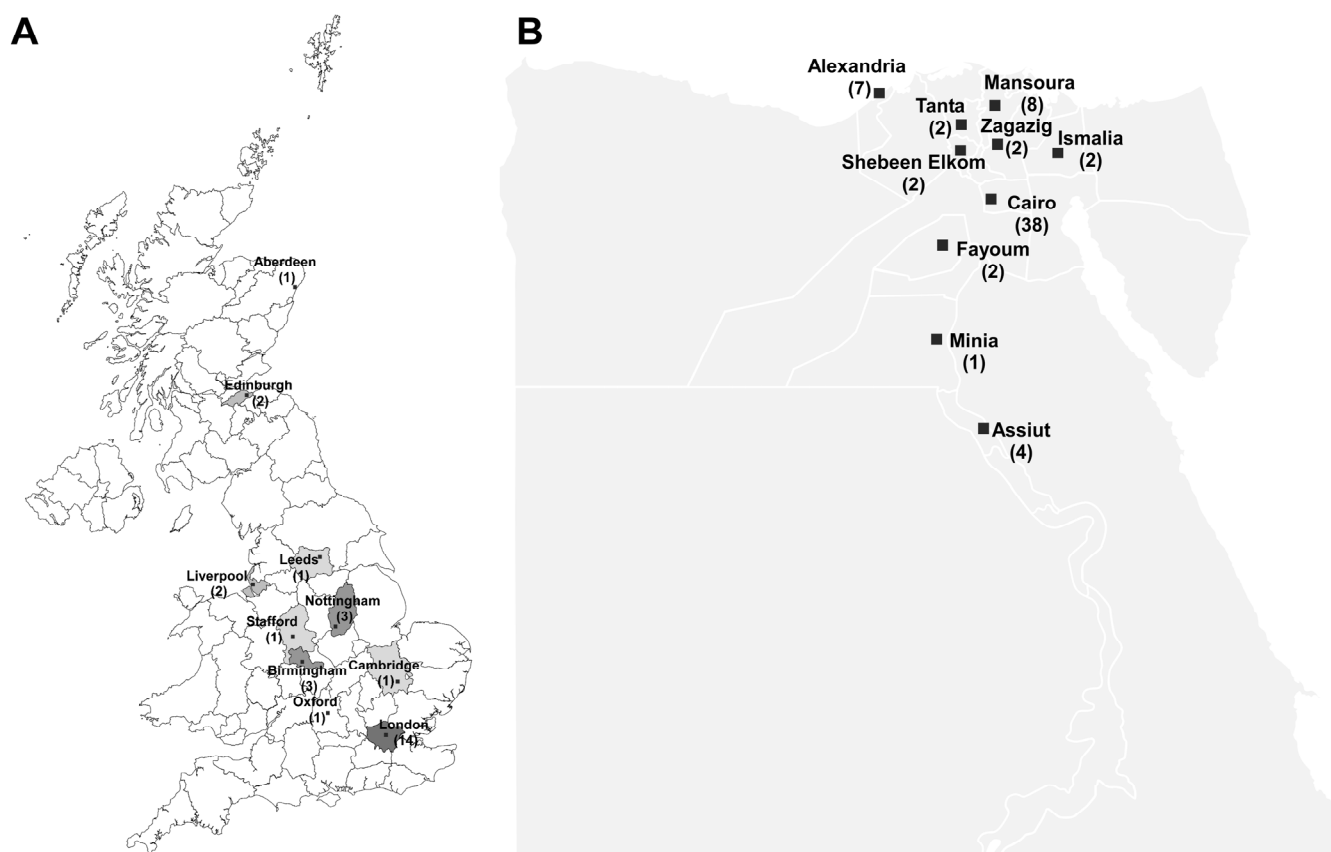 A
Aberdeen
(1)
Edinburgh
(2)
Leeds
(1)
Liverpool
(2)
Nottingham
(3)
Stafford
(1)
Birmingham
(3)
Cambridge
(1)
Oxford
(1)
London
(14)
B
Alexandria
(7)
Mansoura
(8)
Tanta
(2)
Zagazig
(2)
Ismalia
(2)
Shebeen Elkom
(2)
Cairo
(38)
Fayoum
(2)
Minia
(1)
Assiut
(4)